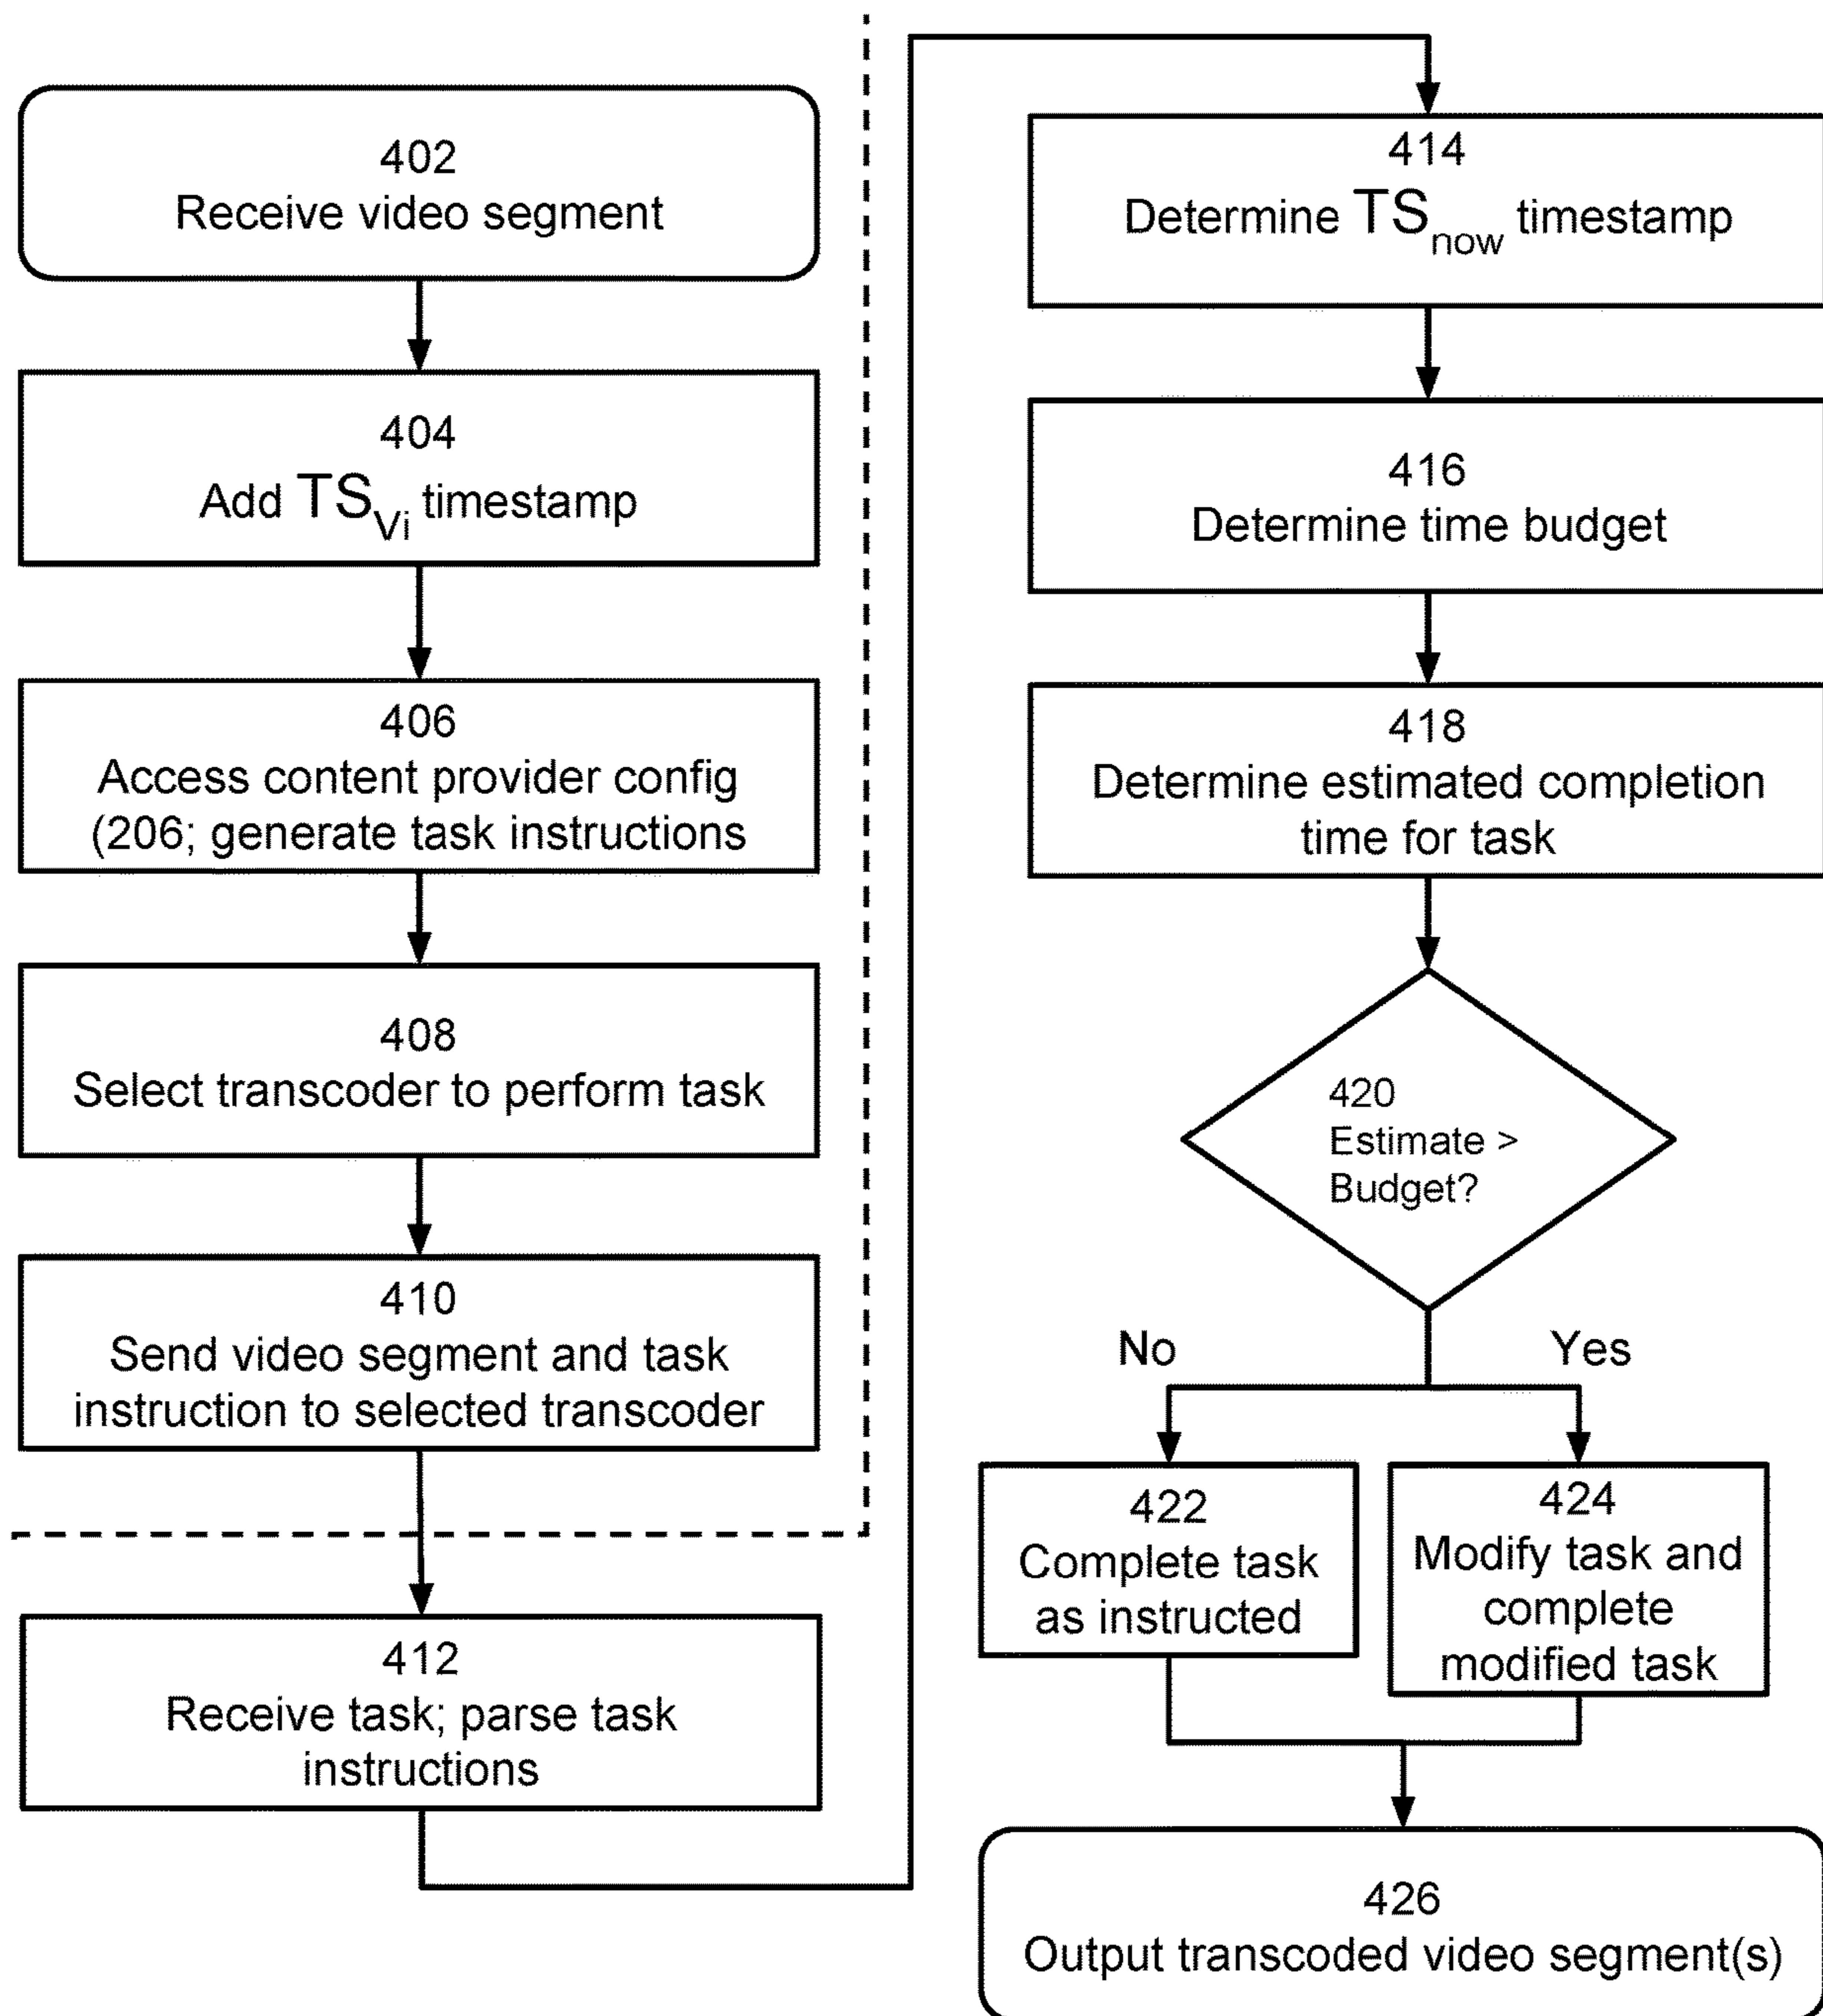 402
Receive video segment
404
Add TSVi timestamp
406
Access content provider config
(206; generate task instructions
408
Select transcoder to perform task
410
Send video segment and task
instruction to selected transcoder
412
Receive task; parse task
instructions
414
Determine TSnow timestamp
416
Determine time budget
418
Determine estimated completion
time for task
420
Estimate >
Budget?
No
Yes
422
Complete task
as instructed
424
Modify task and
complete
modified task
426
Output transcoded video segment(s)